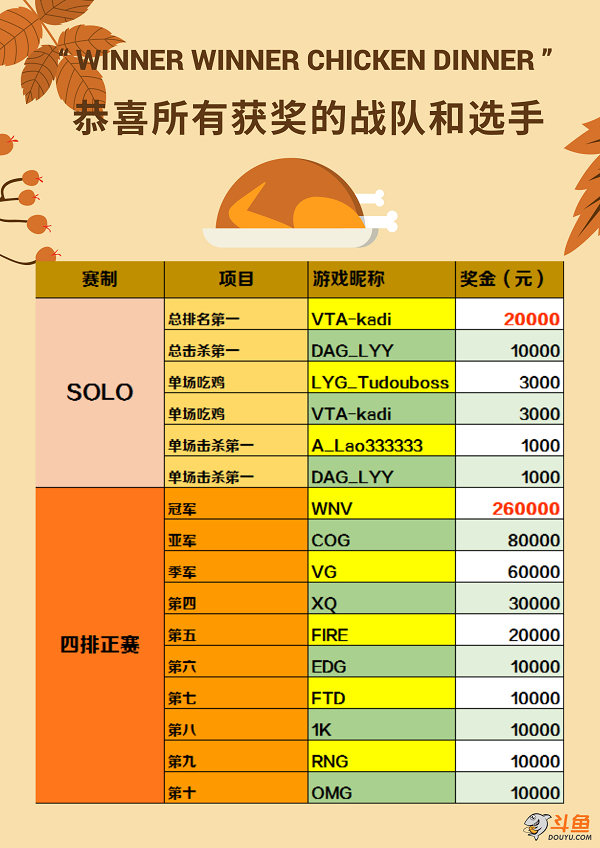 “ WINNER WINNER CHICKEN DINNER ”
恭喜所有获奖的战队和选手
赛制 项目 游戏昵称 奖金（元）
SOLO
总排名第一 VTA-kadi 20000
总击杀第一 DAG_LYY 10000
单场吃鸡 LYG_Tudouboss 3000
单场吃鸡 VTA-kadi 3000
单场击杀第一 A_Lao333333 1000
单场击杀第一 DAG_LYY 1000
四排正赛
冠军 WNV 260000
亚军 COG 80000
季军 VG 60000
第四 XQ 30000
第五 FIRE 20000
第六 EDG 10000
第七 FTD 10000
第八 1K 10000
第九 RNG 10000
第十 OMG 10000
斗鱼
DOUYU.COM